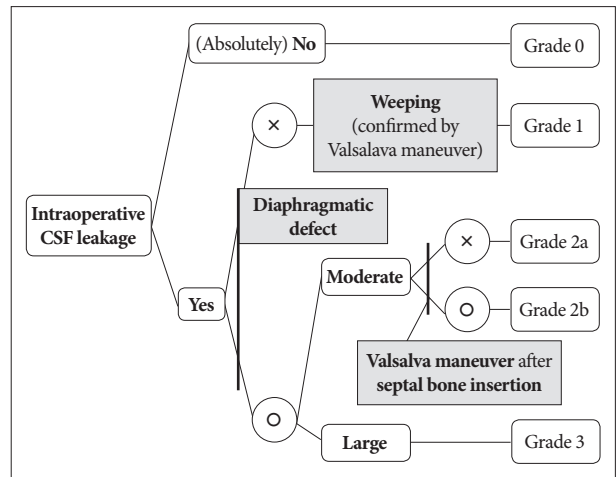 (Absolutely) No
Grade 0
×
Weeping
(confirmed by
Valsalava maneuver)
Grade 1
Intraoperative
CSF leakage
Diaphragmatic
defect
Yes
Moderate
×
Grade 2a
O
Grade 2b
Valsalva maneuver after
septal bone insertion
O
Large
Grade 3